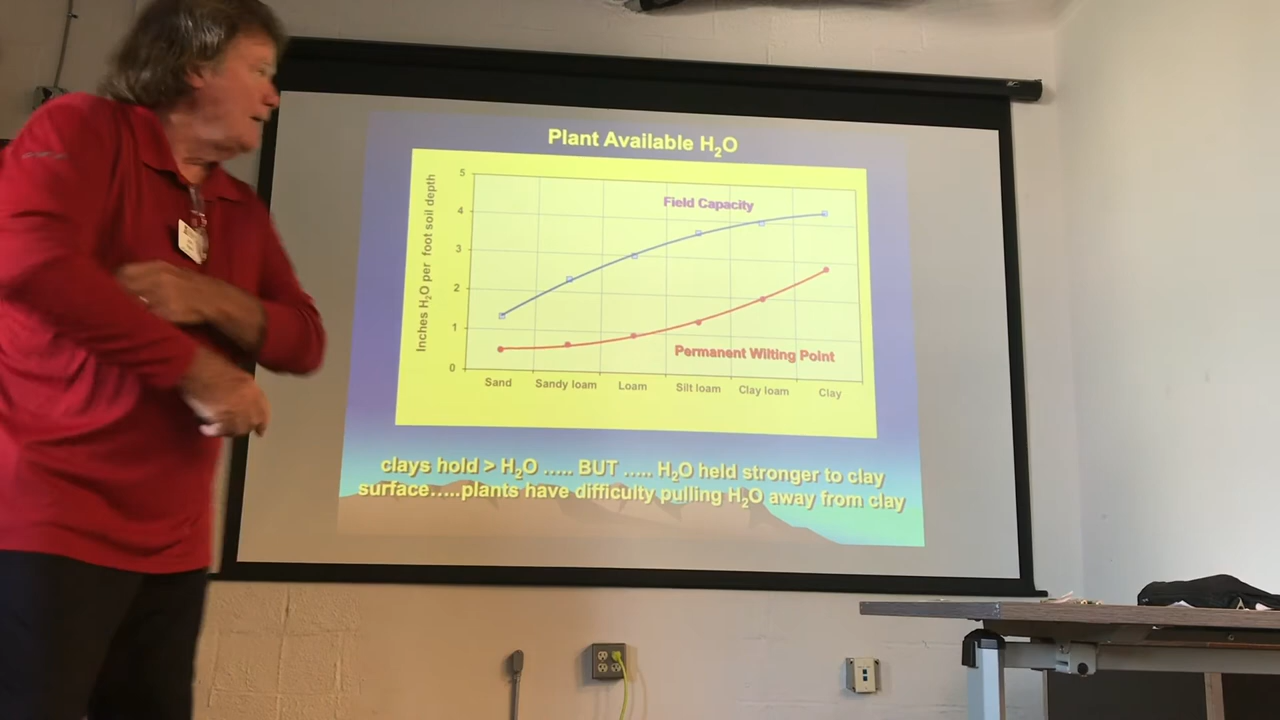 Plant Available H₂O
Inches H₂O per foot soil depth
5
4
3
2
1
0
Field Capacity
Permanent Wilting Point
Sand Sandy loam Loam Silt loam Clay loam Clay
clays hold > H₂O ..... BUT ..... H₂O held stronger to clay
surface.....plants have difficulty pulling H₂O away from clay